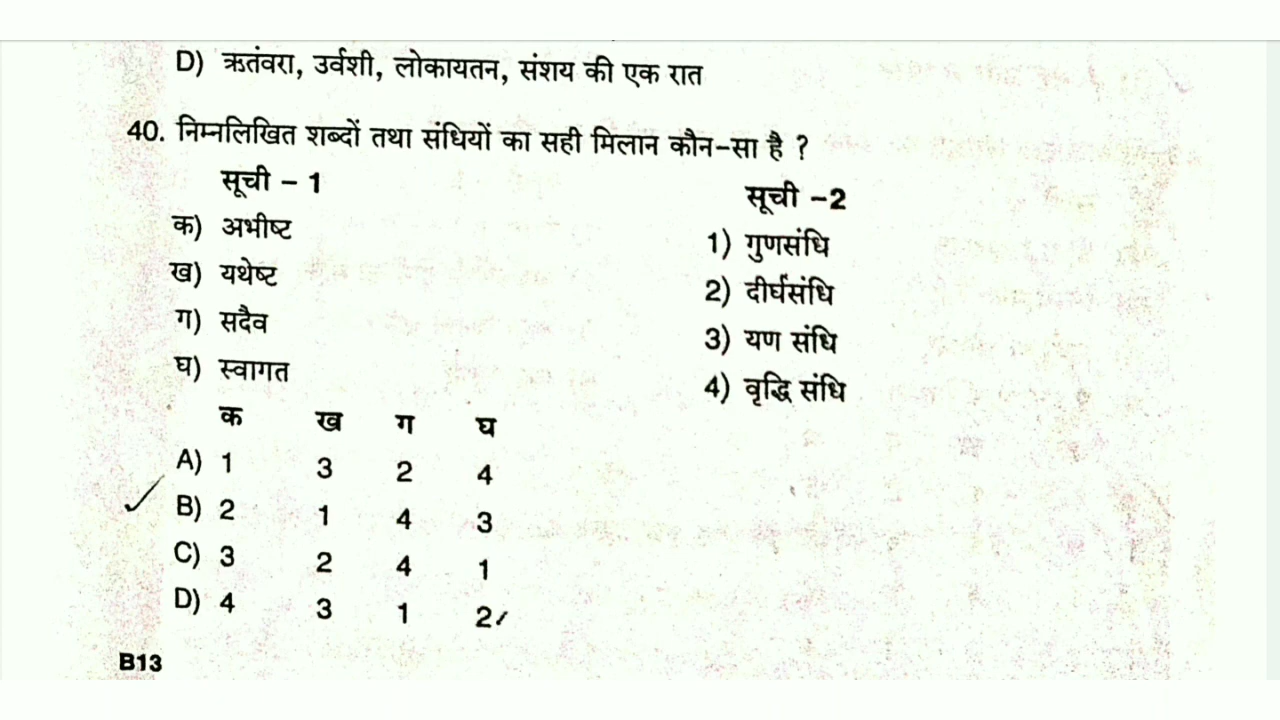 D) ऋतंवरा, उर्वशी, लोकायतन, संशय की एक रात
40. निम्नलिखित शब्दों तथा संधियों का सही मिलान कौन-सा है ?
सूची - 1 सूची -2
क) अभीष्ट 1) गुणसंधि
ख) यथेष्ट 2) दीर्घसंधि
ग) सदैव 3) यण संधि
घ) स्वागत 4) वृद्धि संधि
क ख ग घ
A) 1 3 2 4
B) 2 1 4 3
C) 3 2 4 1
D) 4 3 1 2
B13